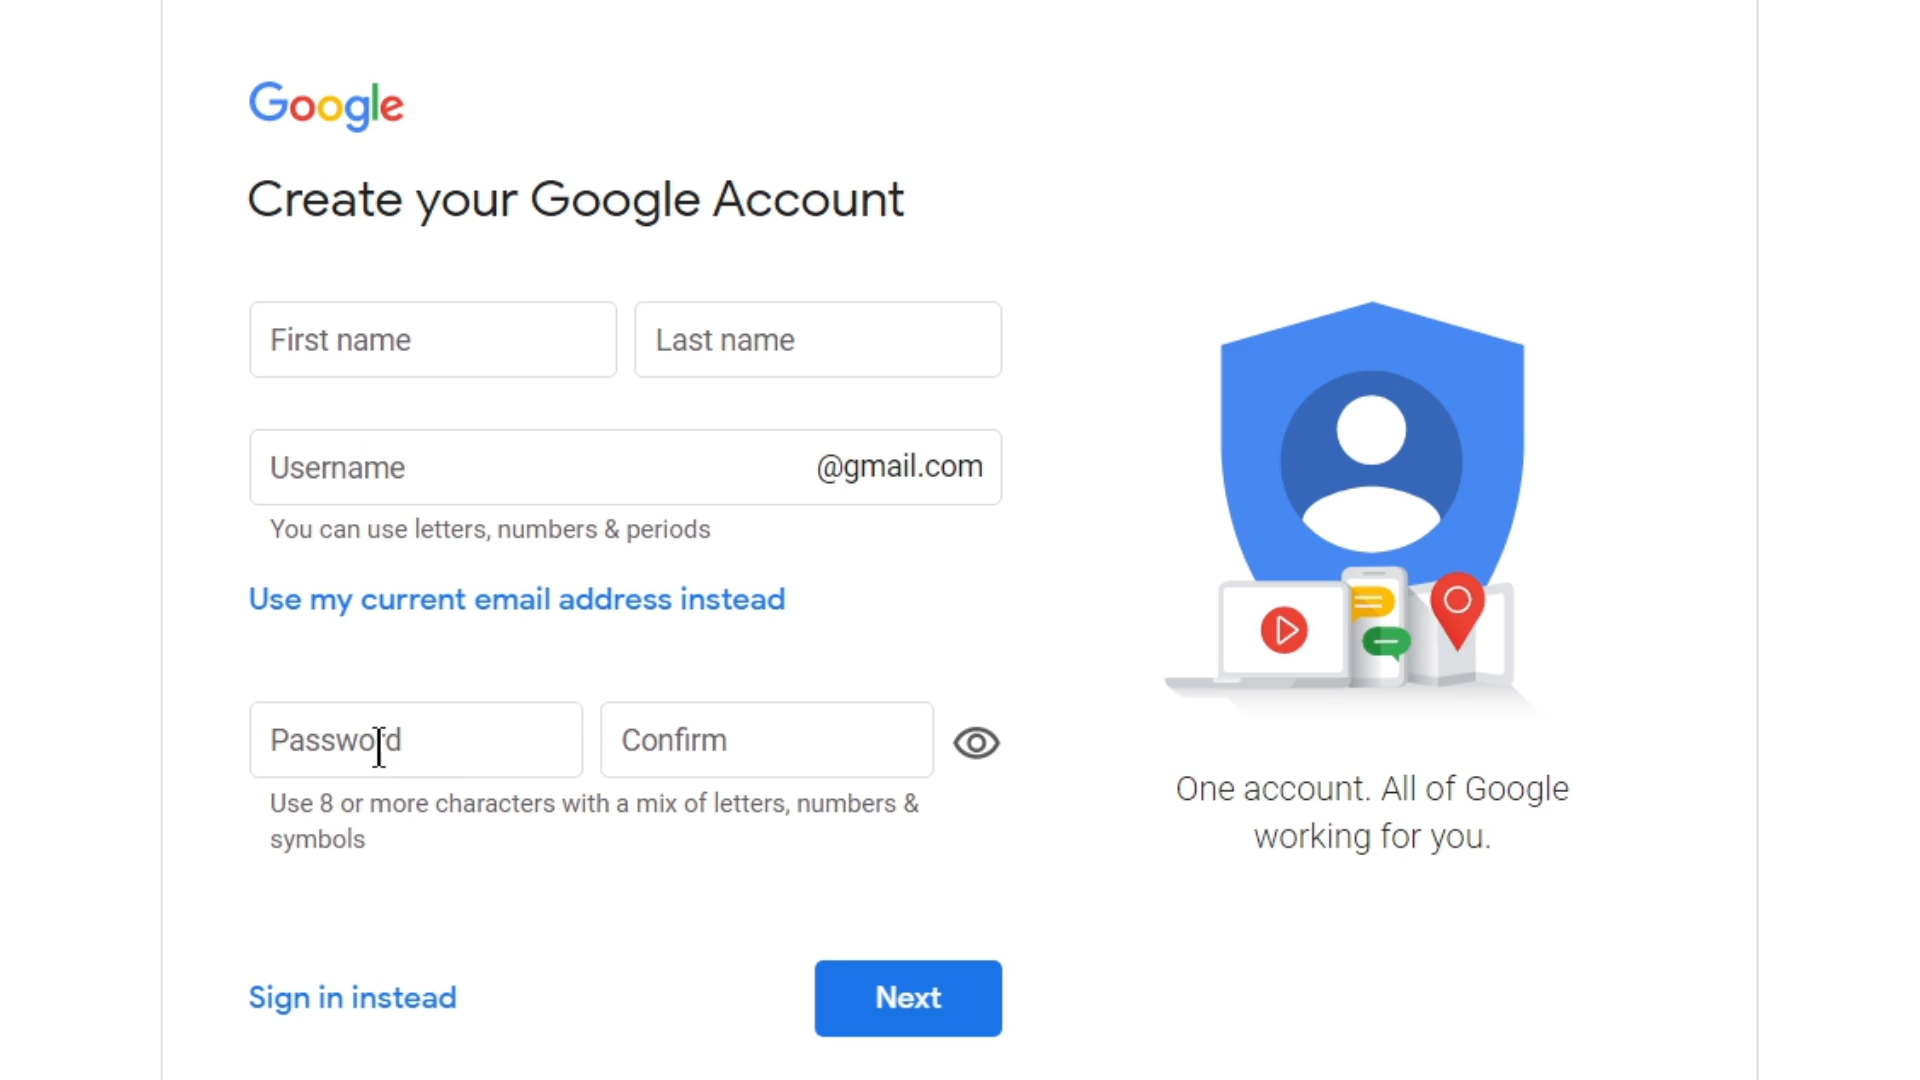 Google
Create your Google Account
First name
Last name
Username @gmail.com
You can use letters, numbers & periods
Use my current email address instead
Password
Confirm
Use 8 or more characters with a mix of letters, numbers &
symbols
Sign in instead
Next
One account. All of Google
working for you.